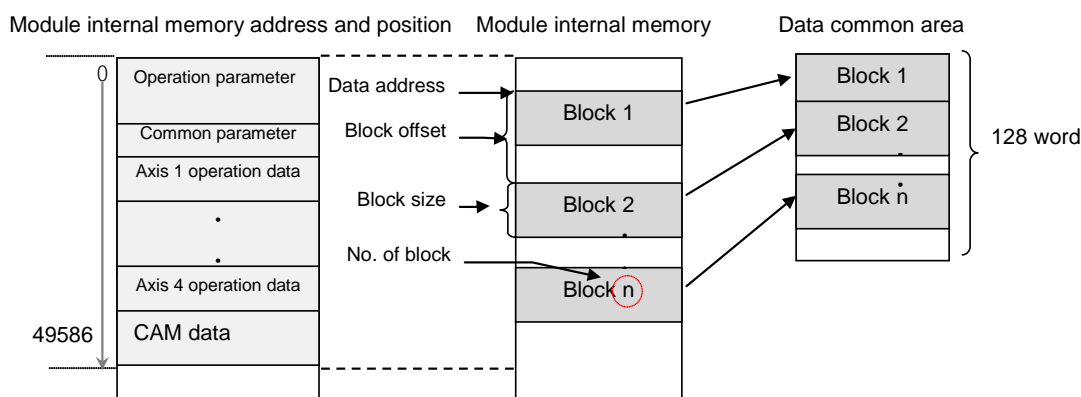 Module internal memory address and position
Module internal memory
Data common area
0
Operation parameter
Common parameter
Axis 1 operation data
Axis 4 operation data
CAM data
49586
Data address
Block offset
Block size
No. of block
Block 1
Block 2
Block n
Block 1
Block 2
Block n
128 word